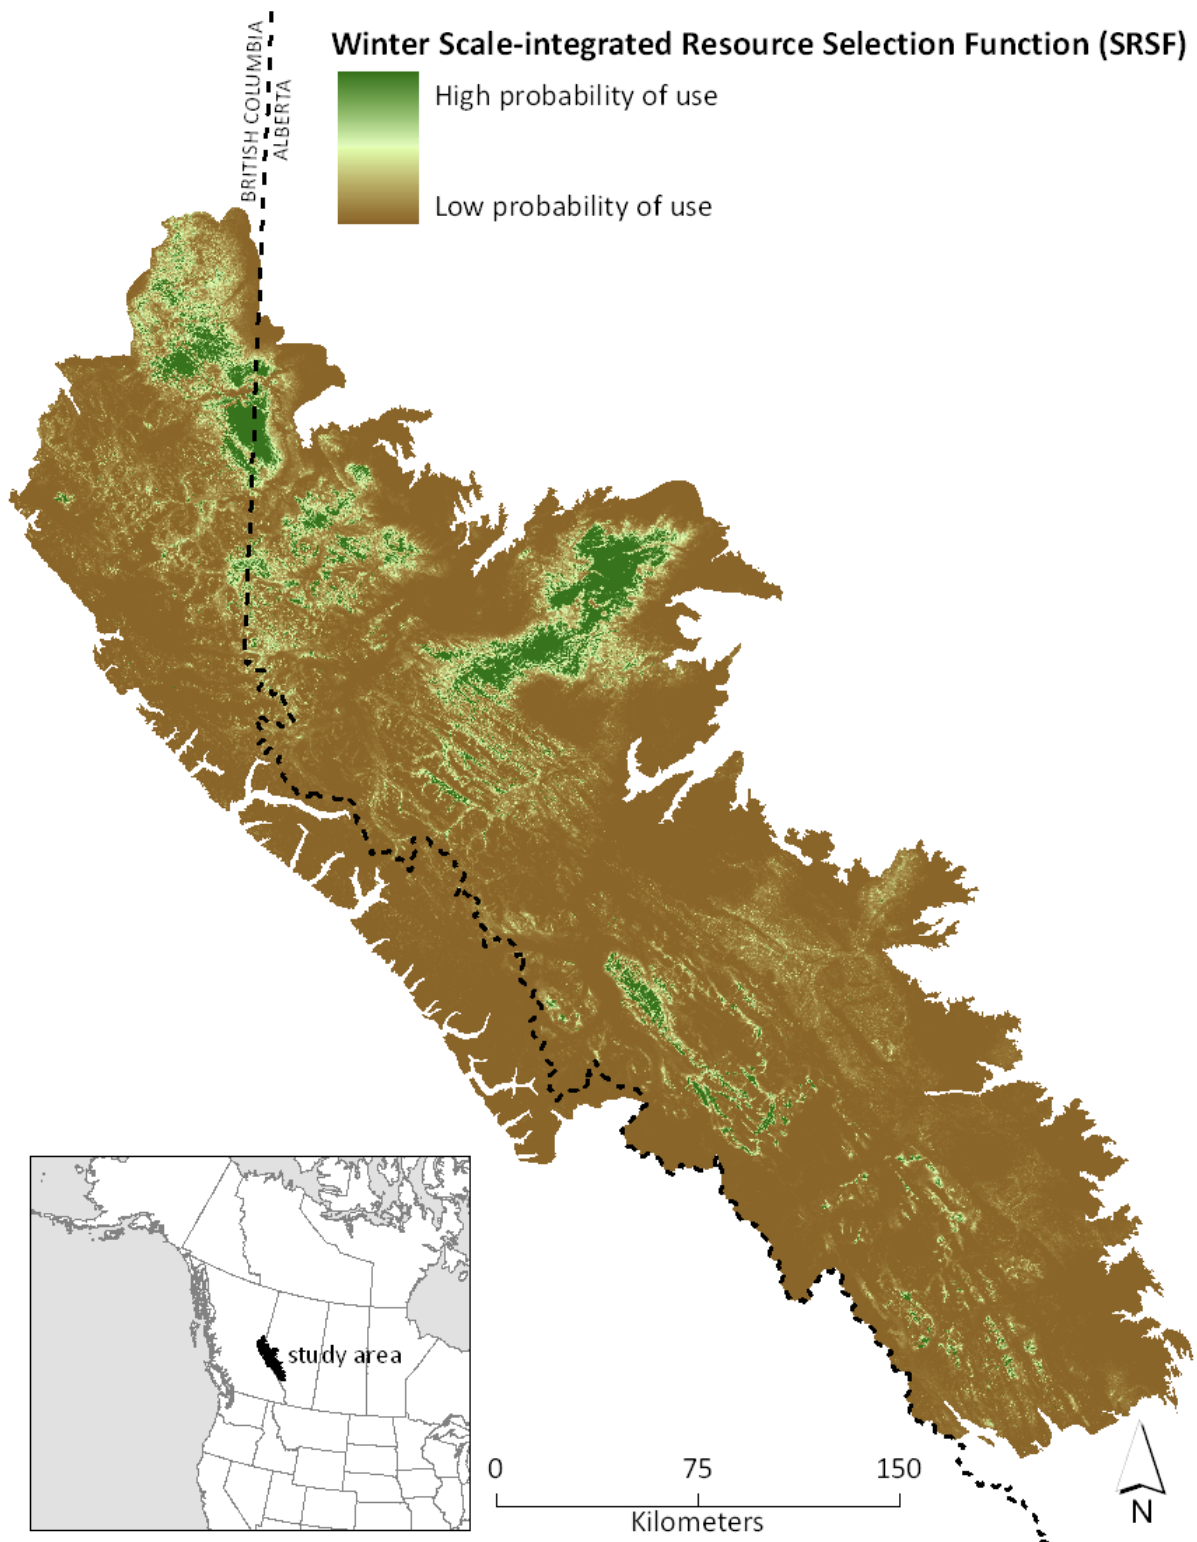 Winter Scale-integrated Resource Selection Function (SRSF)
High probability of use
Low probability of use
BRITISH COLUMBIA
ALBERTA
study area
0 75 150
Kilometers
N